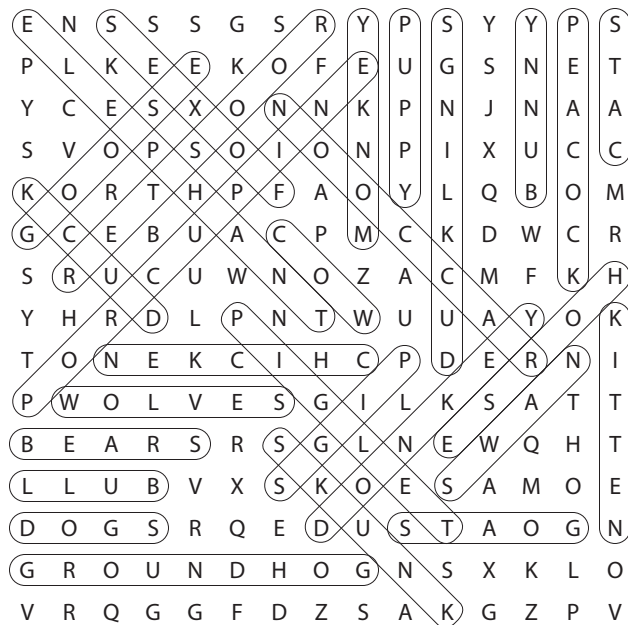 E N S S S G S R Y P S Y Y P S
P L K E E K O F E U G S N E T
Y C E S X O N N K P N J N A A
S V O P S O I O N P I X U C C
K O R T H P F A O Y L Q B O M
G C E B U A C P M C K D W C R
S R U C U W N O Z A C M F K H
Y H R D L P N T W U U A Y O K
T O N E K C I H C P D E R N I
P W O L V E S G I L K S A T T
B E A R S R S G L N E W Q H T
L L U B V X S K O E S A M O E
D O G S R Q E D U S T A O G N
G R O U N D H O G N S X K L O
V R Q G G F D Z S A K G Z P V